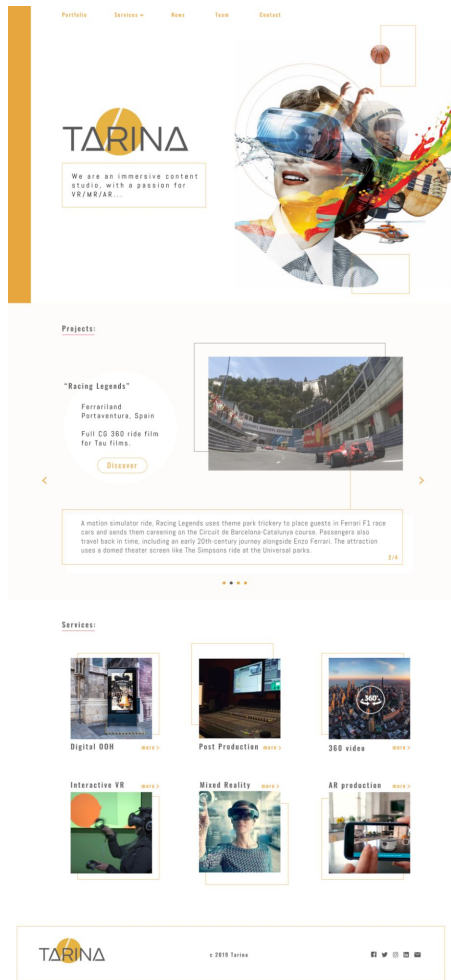 Portfolio Services News Team Contact
TARINA
We are an immersive content
studio, with a passion for
VR/MR/AR...
Projects:
“Racing Legends”
Ferrariland
Portaventura, Spain
Full CG 360 ride film
for Tau films.
Discover
A motion simulator ride, Racing Legends uses theme park trickery to place guests in Ferrari F1 race
cars and sends them careening on the Circuit de Barcelona-Catalunya course. Passengers also
travel back in time, including an early 20th-century journey alongside Enzo Ferrari. The attraction
uses a domed theater screen like The Simpsons ride at the Universal parks.
2/4
Services:
360°
Digital OOH more >
Post Production more >
360 video more >
Interactive VR more >
Mixed Reality more >
AR production more >
TARINA
c 2019 Tarina